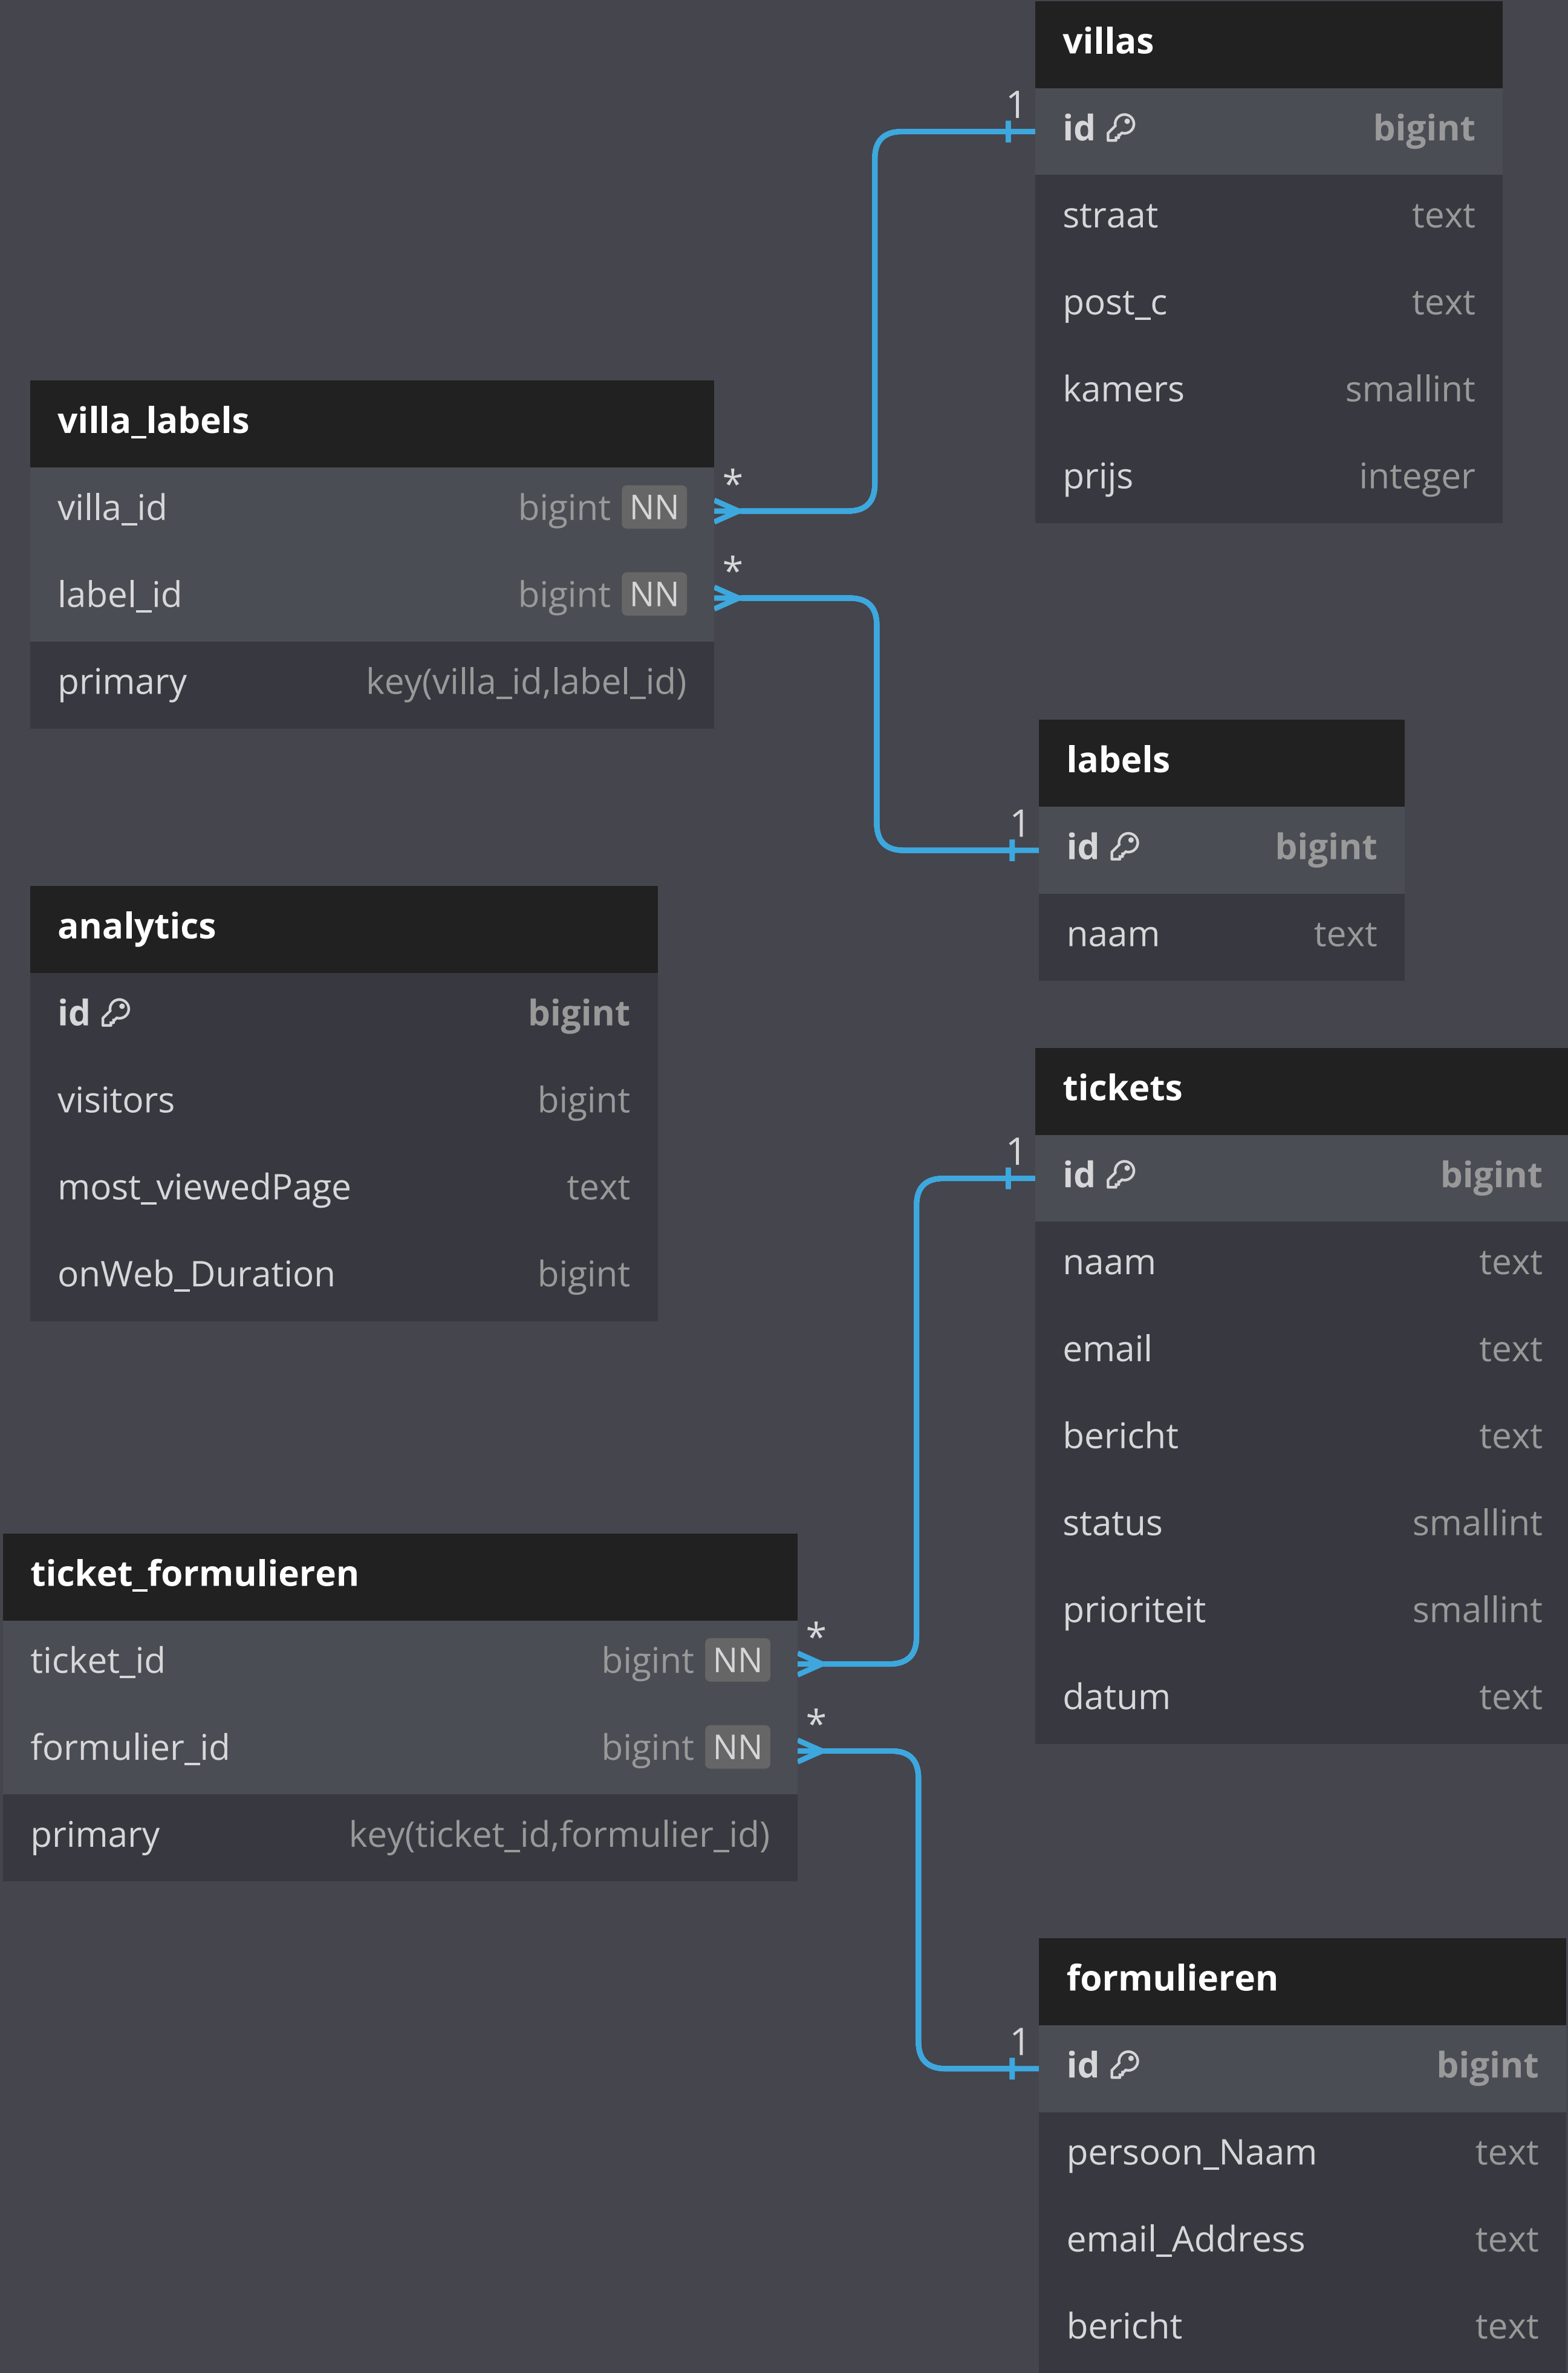 villas
1
id bigint
straat text
post_c text
kamers smallint
prijs integer
villa_labels
*
villa_id bigint NN
*
label_id bigint NN
primary key(villa_id,label_id)
labels
1
id bigint
naam text
analytics
id bigint
visitors bigint
most_viewedPage text
onWeb_Duration bigint
tickets
1
id bigint
naam text
email text
bericht text
status smallint
prioriteit smallint
datum text
ticket_formulieren
*
ticket_id bigint NN
*
formulier_id bigint NN
primary key(ticket_id,formulier_id)
formulieren
1
id bigint
persoon_Naam text
email_Address text
bericht text